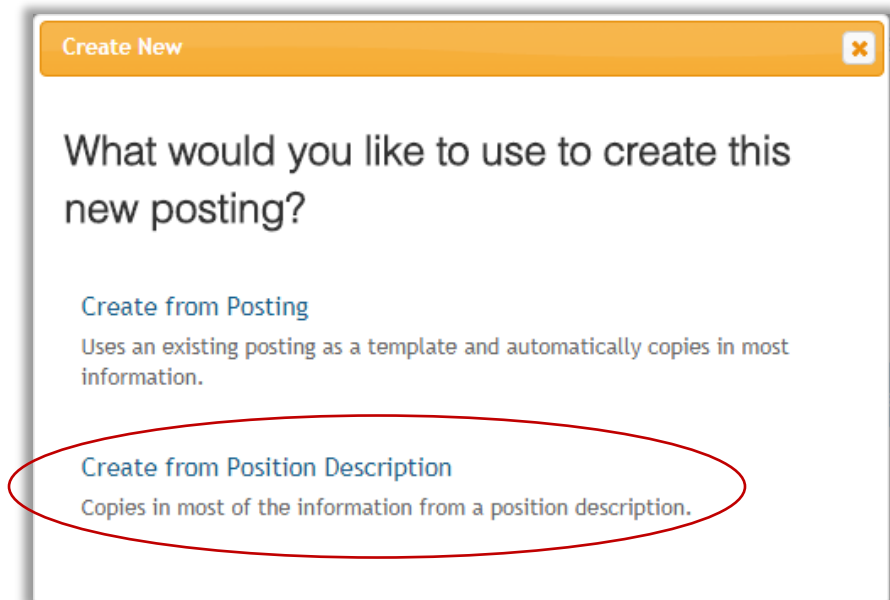 Create New
What would you like to use to create this
new posting?
Create from Posting
Uses an existing posting as a template and automatically copies in most
information.
Create from Position Description
Copies in most of the information from a position description.